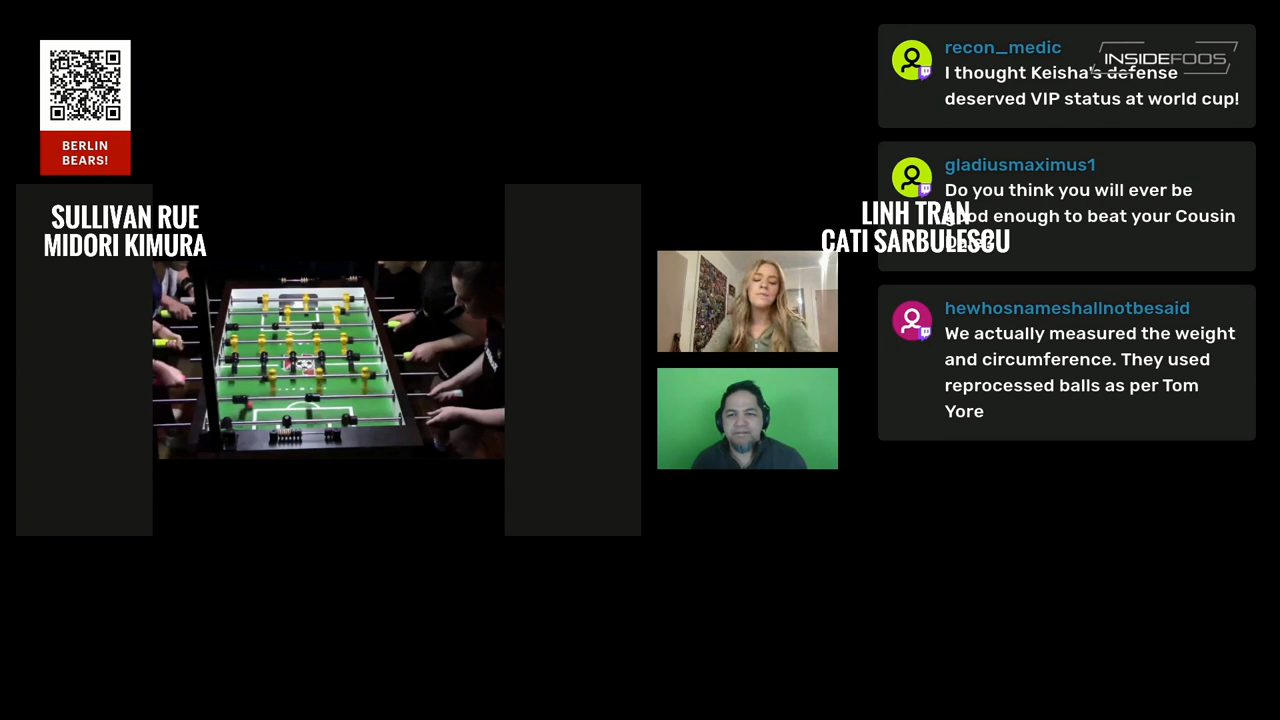 BERLIN
BEARS!
SULLIVAN RUE
MIDORI KIMURA
LINH TRAN
CATI SARBULESCU
INSIDEFOOS
recon_medic
I thought Keisha's defense
deserved VIP status at world cup!
gladiusmaximus1
Do you think you will ever be
good enough to beat your Cousin
hewhosnameshallnotbesaid
We actually measured the weight
and circumference. They used
reprocessed balls as per Tom
Yore